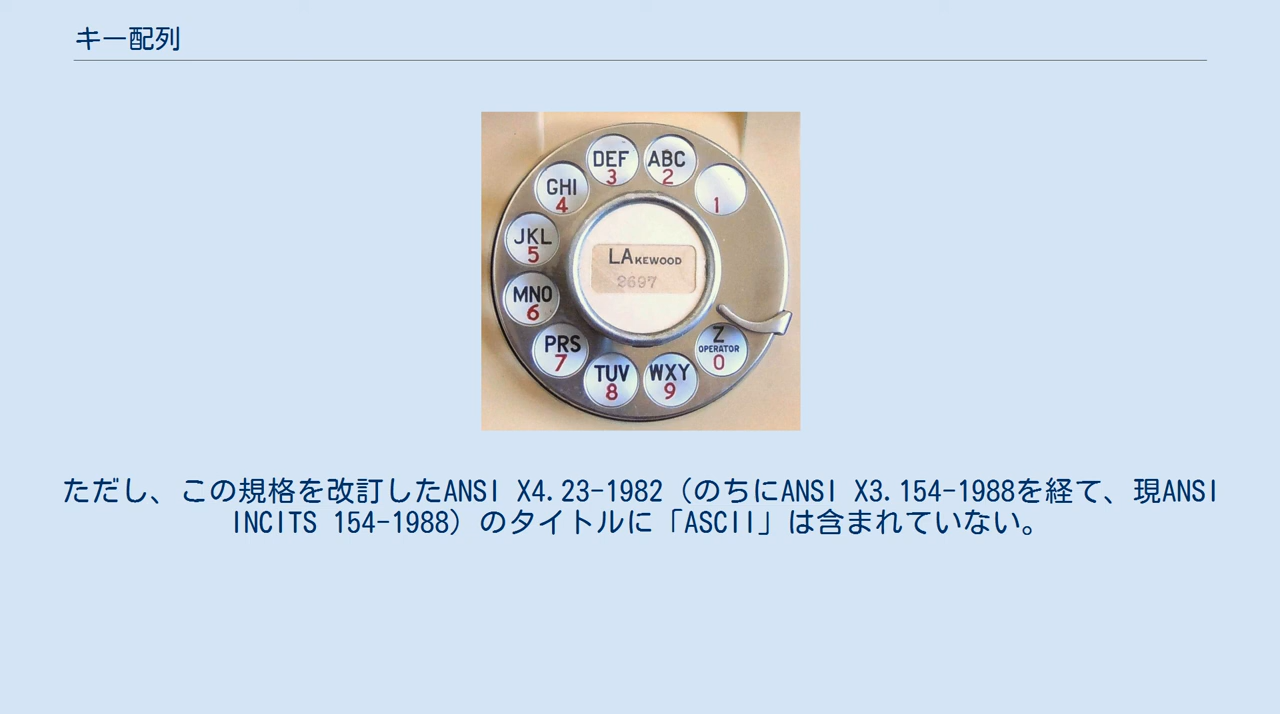 キー配列
DEF
3
ABC
2
GHI
4
1
JKL
5
LAKEWOOD
2697
MNO
6
PRS
7
Z
OPERATOR
0
TUV
8
WXY
9
ただし、この規格を改訂したANSI X4.23-1982（のちにANSI X3.154-1988を経て、現ANSI
INCITS 154-1988）のタイトルに「ASCII」は含まれていない。